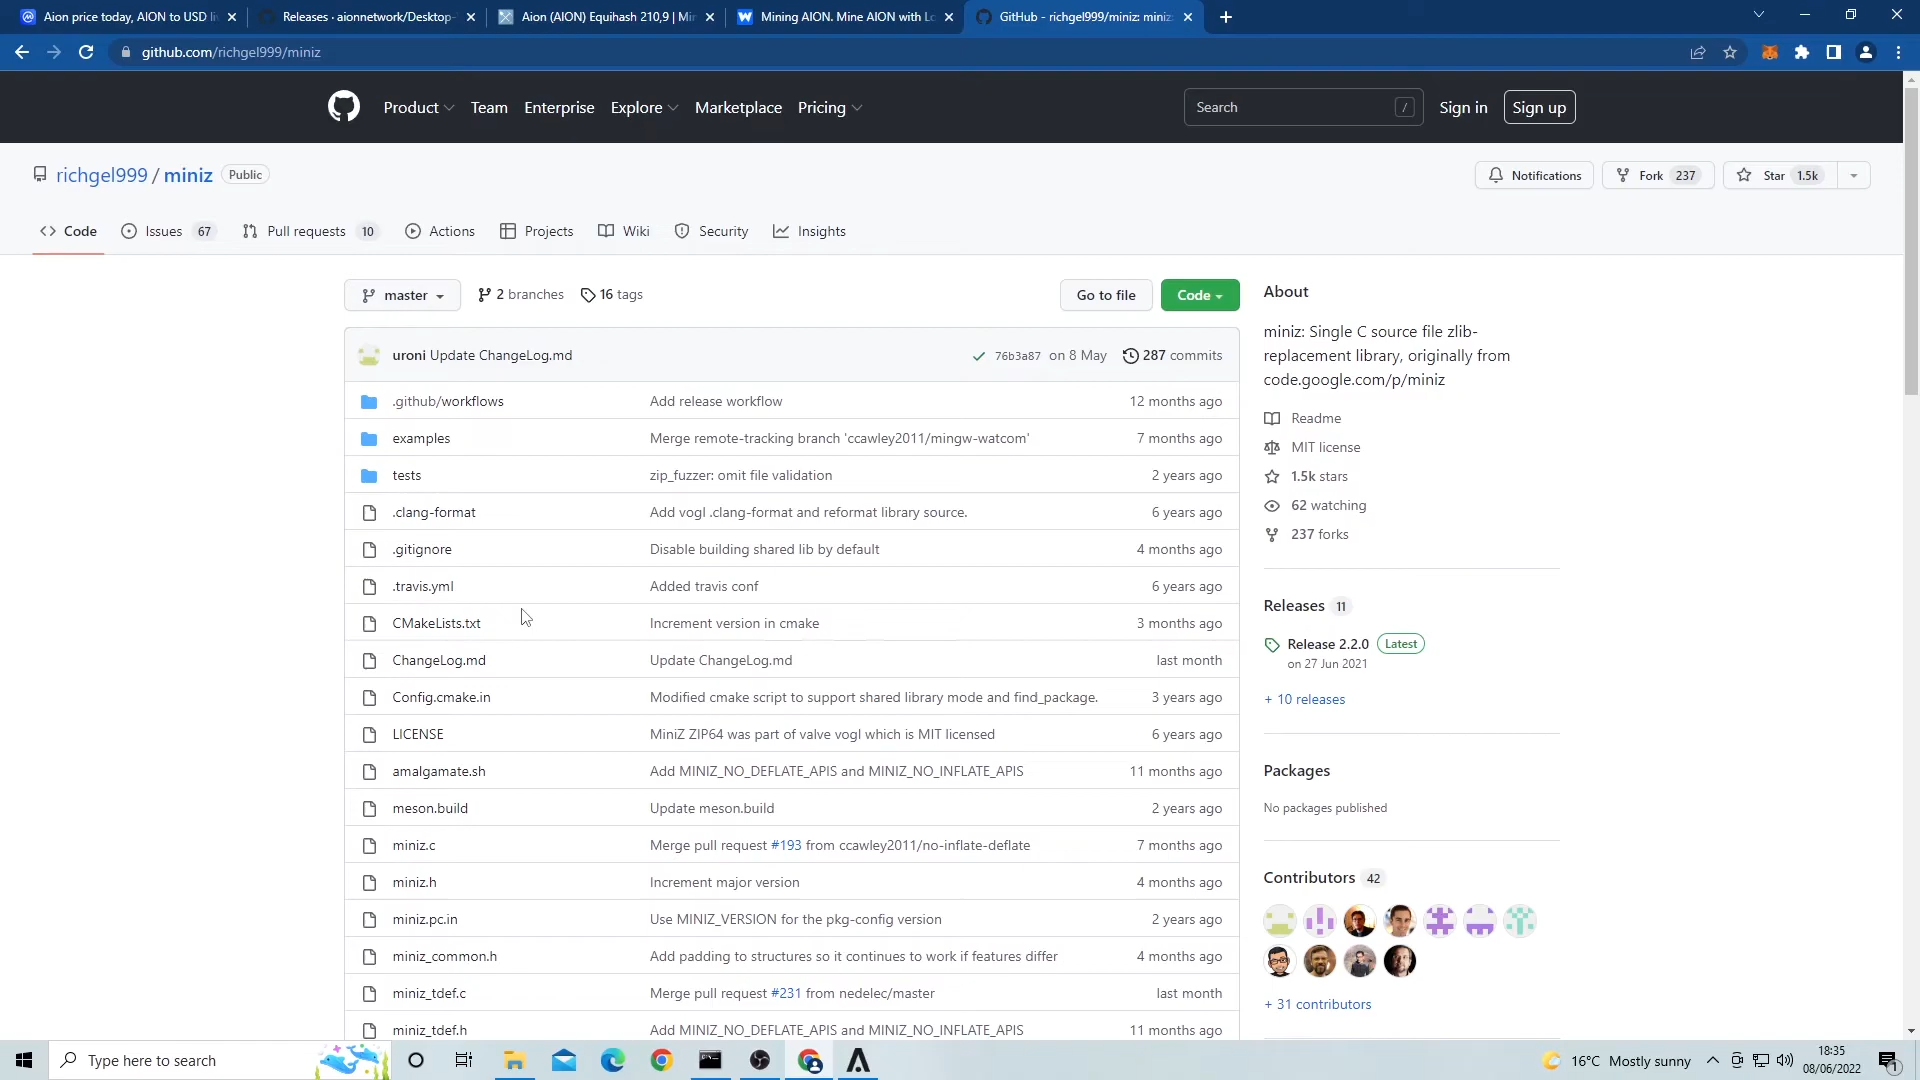 Aion price today, AION to USD li
Releases · aionnetwork/Desktop-
Aion (AION) Equihash 210,9 | Min
Mining AION. Mine AION with Lo
GitHub - richgel999/miniz: miniz:
github.com/richgel999/miniz
Product Team Enterprise Explore Marketplace Pricing Search / Sign in Sign up
richgel999 / miniz Public
Notifications Fork 237 Star 1.5k
Code Issues 67 Pull requests 10 Actions Projects Wiki Security Insights
master 2 branches 16 tags Go to file Code
uroni Update ChangeLog.md 76b3a87 on 8 May 287 commits
.github/workflows Add release workflow 12 months ago
examples Merge remote-tracking branch 'ccawley2011/mingw-watcom' 7 months ago
tests zip_fuzzer: omit file validation 2 years ago
.clang-format Add vogl .clang-format and reformat library source. 6 years ago
.gitignore Disable building shared lib by default 4 months ago
.travis.yml Added travis conf 6 years ago
CMakeLists.txt Increment version in cmake 3 months ago
ChangeLog.md Update ChangeLog.md last month
Config.cmake.in Modified cmake script to support shared library mode and find_package. 3 years ago
LICENSE MiniZ ZIP64 was part of valve vogl which is MIT licensed 6 years ago
amalgamate.sh Add MINIZ_NO_DEFLATE_APIS and MINIZ_NO_INFLATE_APIS 11 months ago
meson.build Update meson.build 2 years ago
miniz.c Merge pull request #193 from ccawley2011/no-inflate-deflate 7 months ago
miniz.h Increment major version 4 months ago
miniz.pc.in Use MINIZ_VERSION for the pkg-config version 2 years ago
miniz_common.h Add padding to structures so it continues to work if features differ 4 months ago
miniz_tdef.c Merge pull request #231 from nedelec/master last month
miniz_tdef.h Add MINIZ_NO_DEFLATE_APIS and MINIZ_NO_INFLATE_APIS 11 months ago
About
miniz: Single C source file zlib-
replacement library, originally from
code.google.com/p/miniz
Readme
MIT license
1.5k stars
62 watching
237 forks
Releases 11
Release 2.2.0 Latest
on 27 Jun 2021
+ 10 releases
Packages
No packages published
Contributors 42
+ 31 contributors
Type here to search
16°C Mostly sunny
18:35
08/06/2022
1